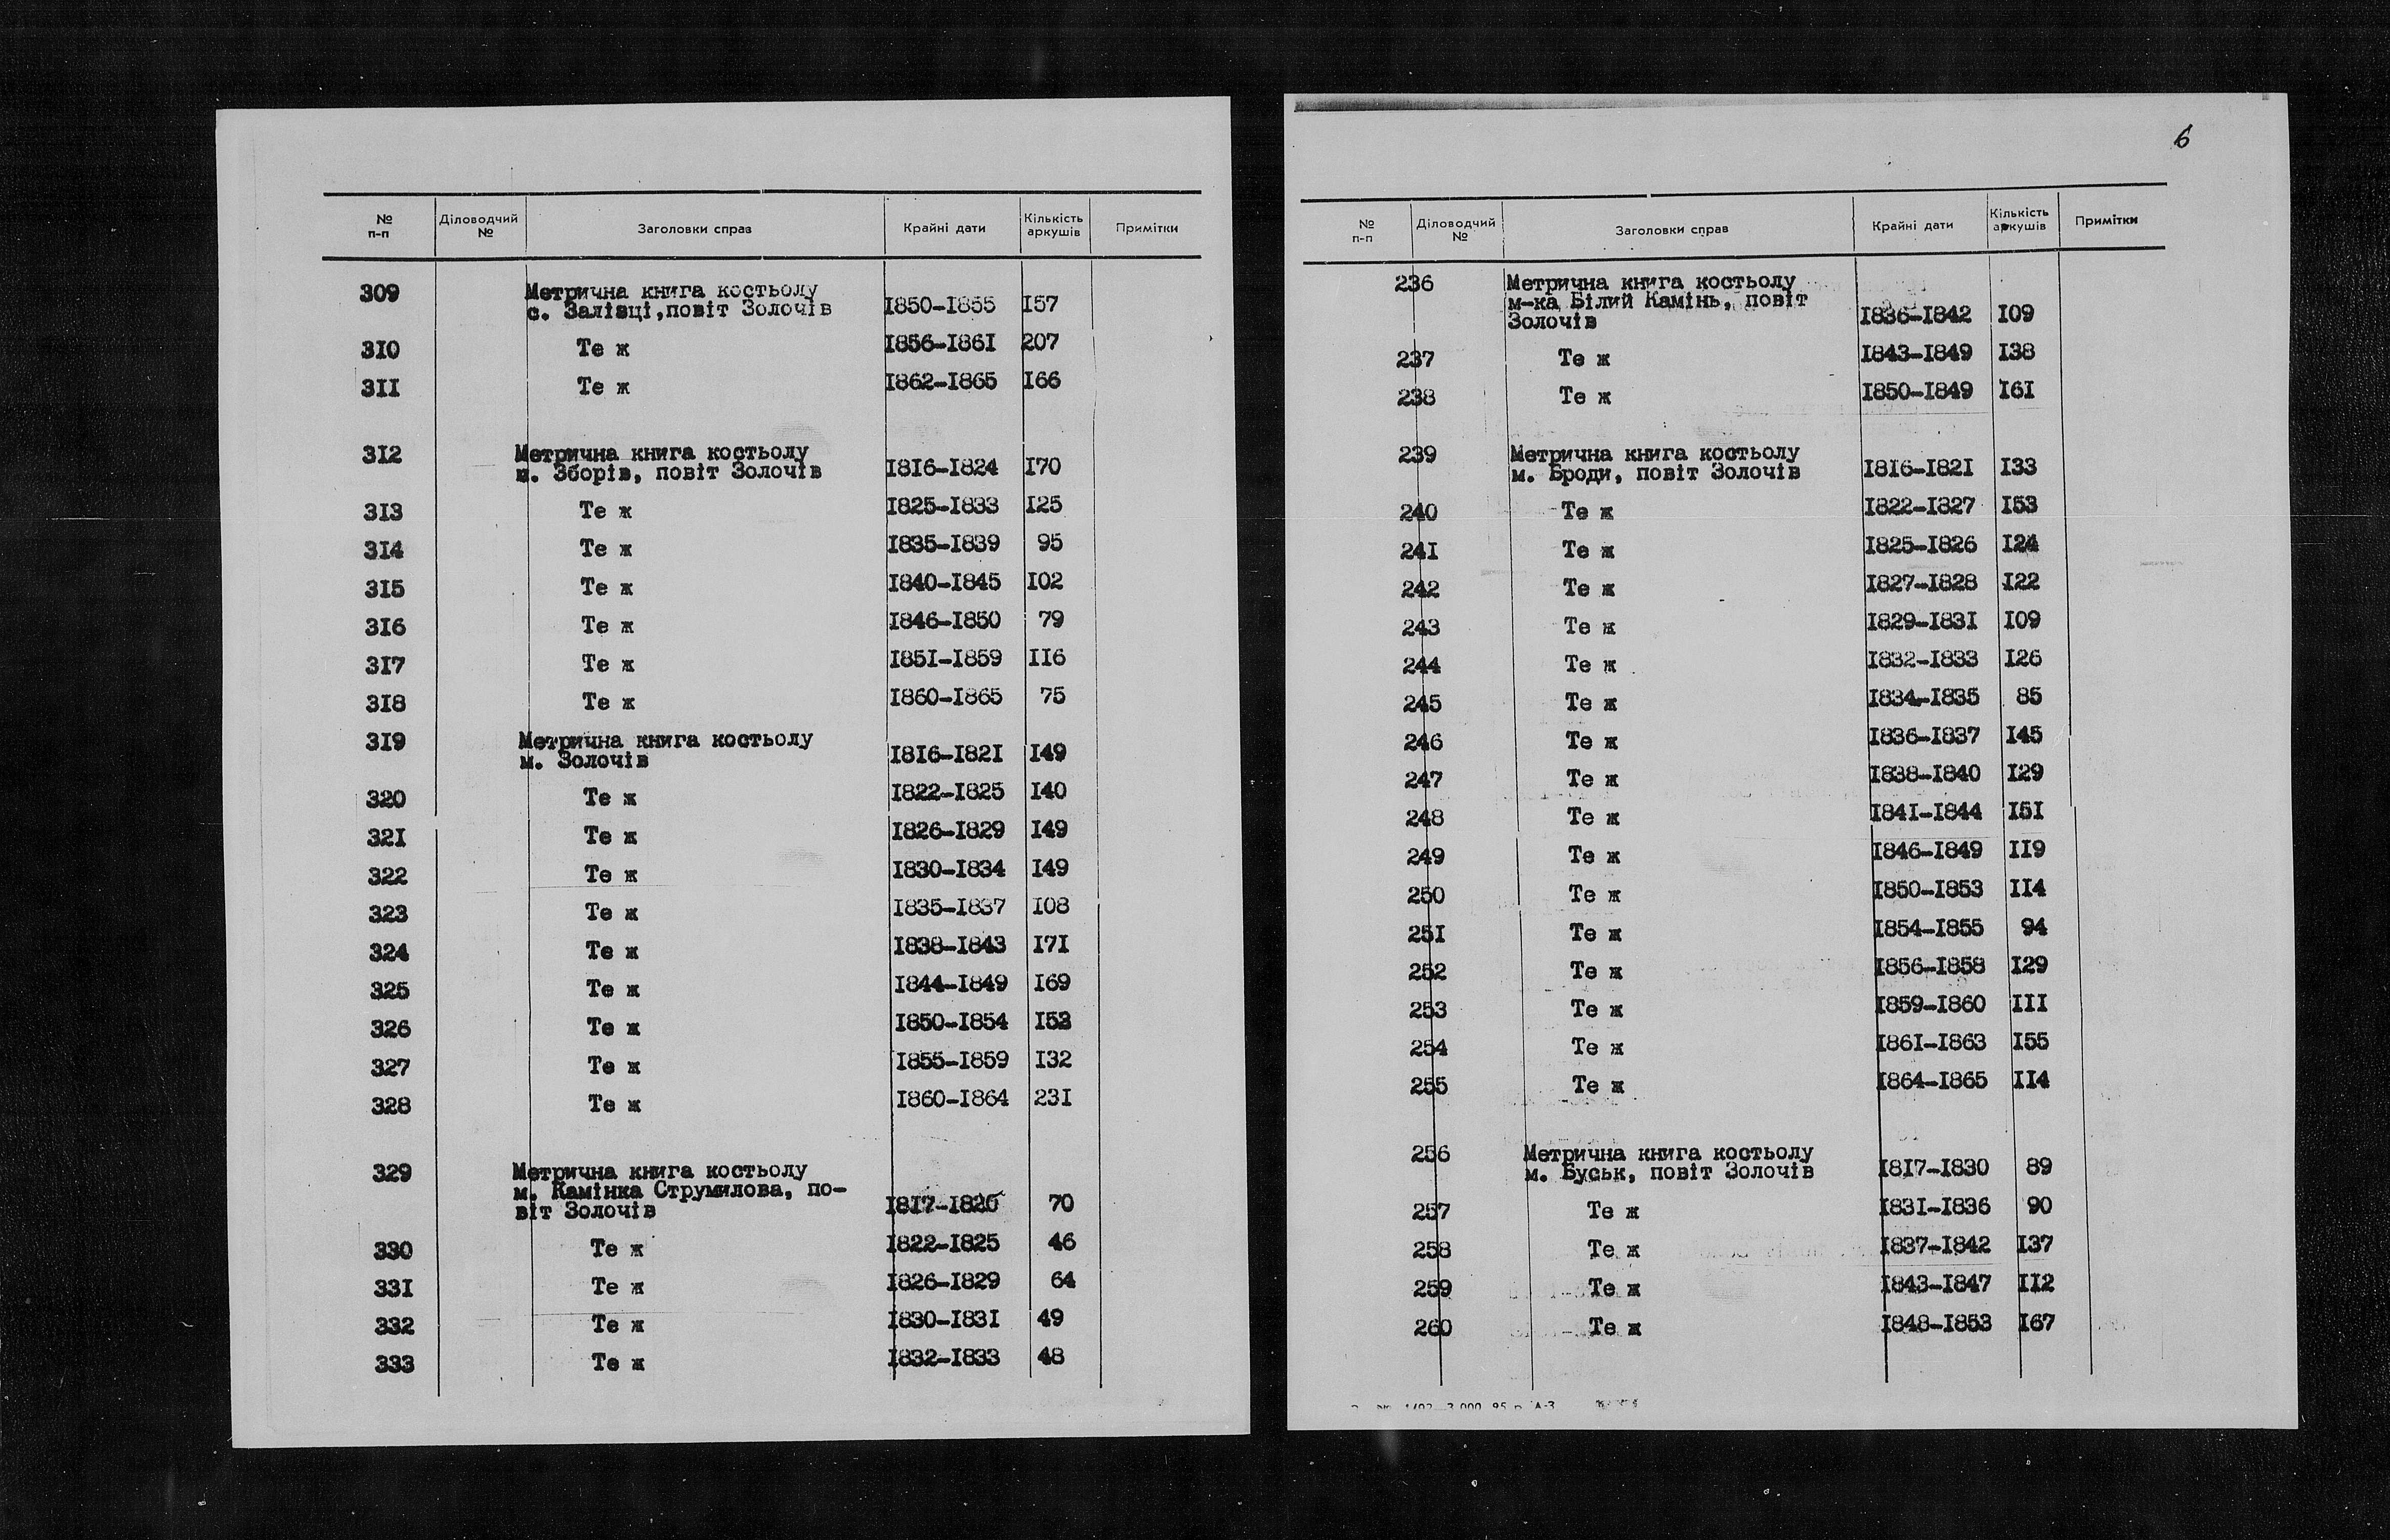 № п-п Діловодчий № Заголовки справ Крайні дати Кількість аркушів Примітки
309 Метрична книга костьолу
с. Залівці,повіт Золочів 1850-1855 157
310 Те ж 1856-1861 207
311 Те ж 1862-1865 166
312 Метрична книга костьолу
м. Зборів, повіт Золочів 1816-1824 170
313 Те ж 1825-1833 125
314 Те ж 1835-1839 95
315 Те ж 1840-1845 102
316 Те ж 1846-1850 79
317 Те ж 1851-1859 116
318 Те ж 1860-1865 75
319 Метрична книга костьолу
м. Золочів 1816-1821 149
320 Те ж 1822-1825 140
321 Те ж 1826-1829 149
322 Те ж 1830-1834 149
323 Те ж 1835-1837 108
324 Те ж 1838-1843 171
325 Те ж 1844-1849 169
326 Те ж 1850-1854
327 Те ж 1855-1859 132
328 Те ж 1860-1864 231
329 Метрична книга костьолу
м. Камінка Струмилова, по-
віт Золочів 70
330 Те ж 1822-1825 46
331 Те ж 1826-1829 64
332 Те ж 1830-1831 49
333 Те ж 1832-1833 48
6
№ п-п Діловодчий № Заголовки справ Крайні дати Кількість аркушів Примітки
236 Метрична книга костьолу
м-ка Білий Камінь, повіт
Золочів 1836-1842 109
237 Те ж 1843-1849 138
238 Те ж 1850-1849 161
239 Метрична книга костьолу
м. Броди, повіт Золочів 1816-1821 133
240 Те ж 1822-1827 153
241 Те ж 1825-1826 124
242 Те ж 1827-1828 122
243 Те ж 1829-1831 109
244 Те ж 1832-1833 126
245 Те ж 1834-1835 85
246 Те ж 1836-1837 145
247 Те ж 1838-1840 129
248 Те ж 1841-1844 151
249 Те ж 1846-1849 119
250 Те ж 1850-1853 114
251 Те ж 1854-1855 94
252 Те ж 1856-1858 129
253 Те ж 1859-1860 111
254 Те ж 1861-1863 155
255 Те ж 1864-1865 114
256 Метрична книга костьолу
м. Буськ, повіт Золочів 1817-1830 89
257 Те ж 1831-1836 90
258 Те ж 1837-1842 137
259 Те ж 1843-1847 112
260 Те ж 1848-1853 167